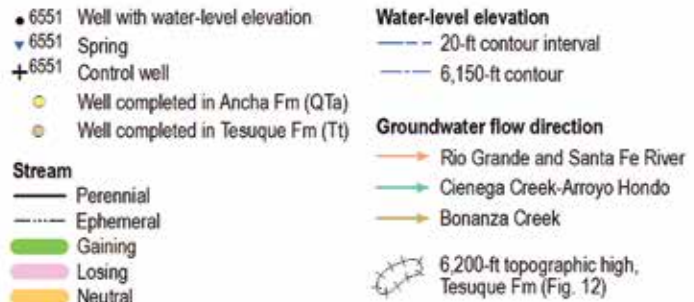 6551 Well with water-level elevation
6551 Spring
6551 Control well
Well completed in Ancha Fm (QTa)
Well completed in Tesuque Fm (Tt)
Stream
Perennial
Ephemeral
Gaining
Losing
Neutral
Water-level elevation
20-ft contour interval
6,150-ft contour
Groundwater flow direction
Rio Grande and Santa Fe River
Cienega Creek-Arroyo Hondo
Bonanza Creek
6,200-ft topographic high,
Tesuque Fm (Fig. 12)